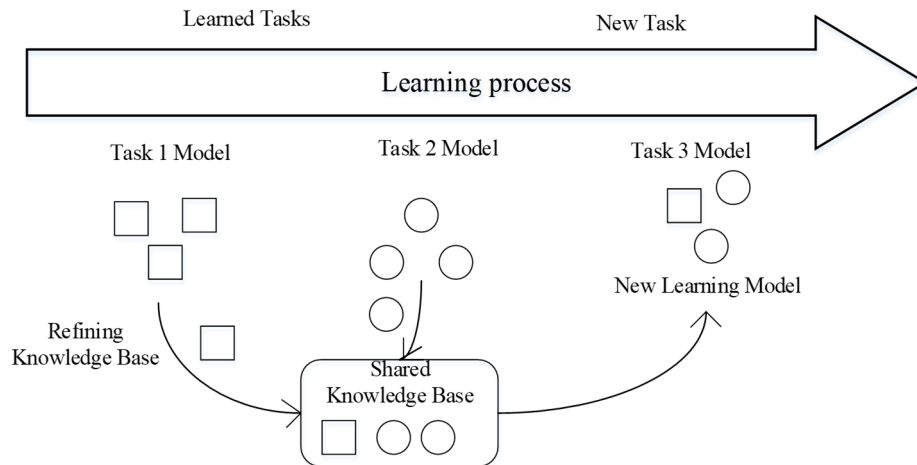 Learned Tasks
New Task
Learning process
Task 1 Model
Task 2 Model
Task 3 Model
New Learning Model
Refining
Knowledge Base
Shared
Knowledge Base